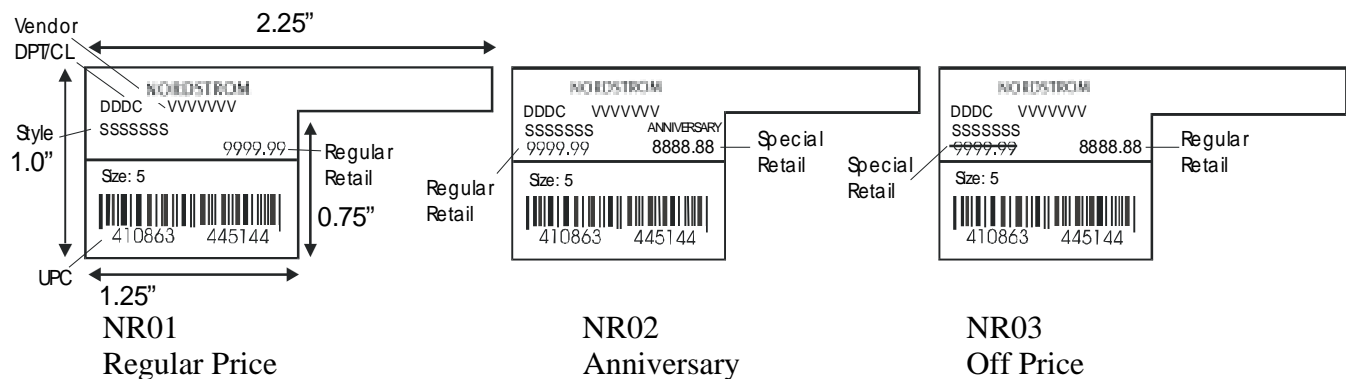 Vendor
DPT/CL
Style
1.0”
2.25”
NORDSTROM
DDDC VVVVVVV
SSSSSSS
9999.99
Regular
Retail
Size: 5
0.75”
410863 445144
UPC
1.25”
NR01
Regular Price
NORDSTROM
DDDC VVVVVVV
SSSSSSS ANNIVERSARY
9999.99 8888.88
Special
Retail
Regular
Retail
Size: 5
410863 445144
NR02
Anniversary
NORDSTROM
DDDC VVVVVVV
SSSSSSS
9999.99 8888.88
Regular
Retail
Special
Retail
Size: 5
410863 445144
NR03
Off Price